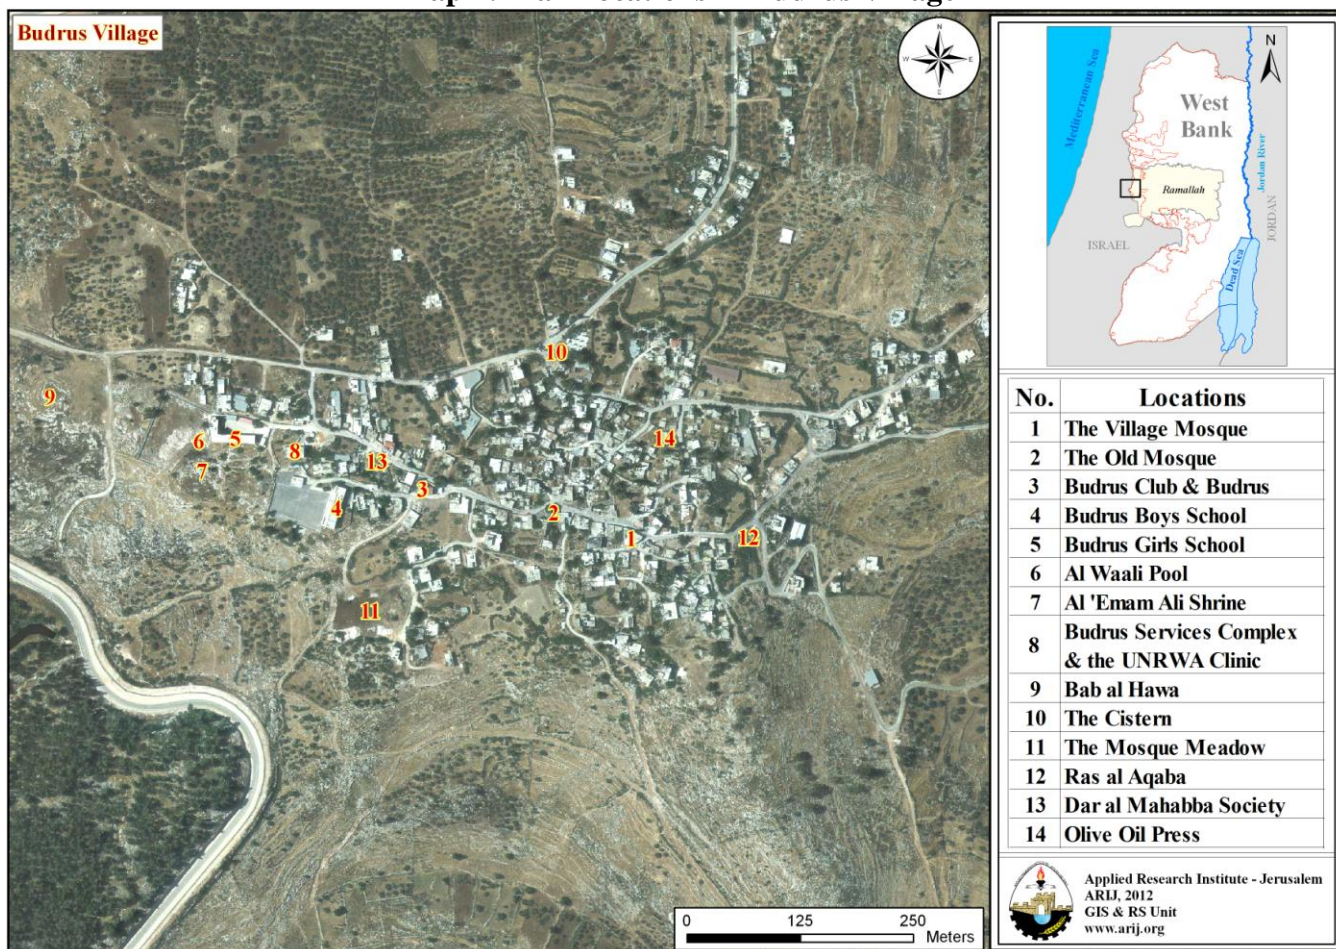 Budrus Village
N
W
E
S
10
9
14
6
5
8
13
7
3
4
2
1
12
11
0 125 250
Meters
Mediterranean Sea
N
West
Bank
Jordan River
Ramallah
JORDAN
ISRAEL
Dead Sea
No. Locations
1 The Village Mosque
2 The Old Mosque
3 Budrus Club & Budrus
4 Budrus Boys School
5 Budrus Girls School
6 Al Waali Pool
7 Al 'Emam Ali Shrine
8 Budrus Services Complex
& the UNRWA Clinic
9 Bab al Hawa
10 The Cistern
11 The Mosque Meadow
12 Ras al Aqaba
13 Dar al Mahabba Society
14 Olive Oil Press
Applied Research Institute - Jerusalem
ARIJ, 2012
GIS & RS Unit
www.arij.org